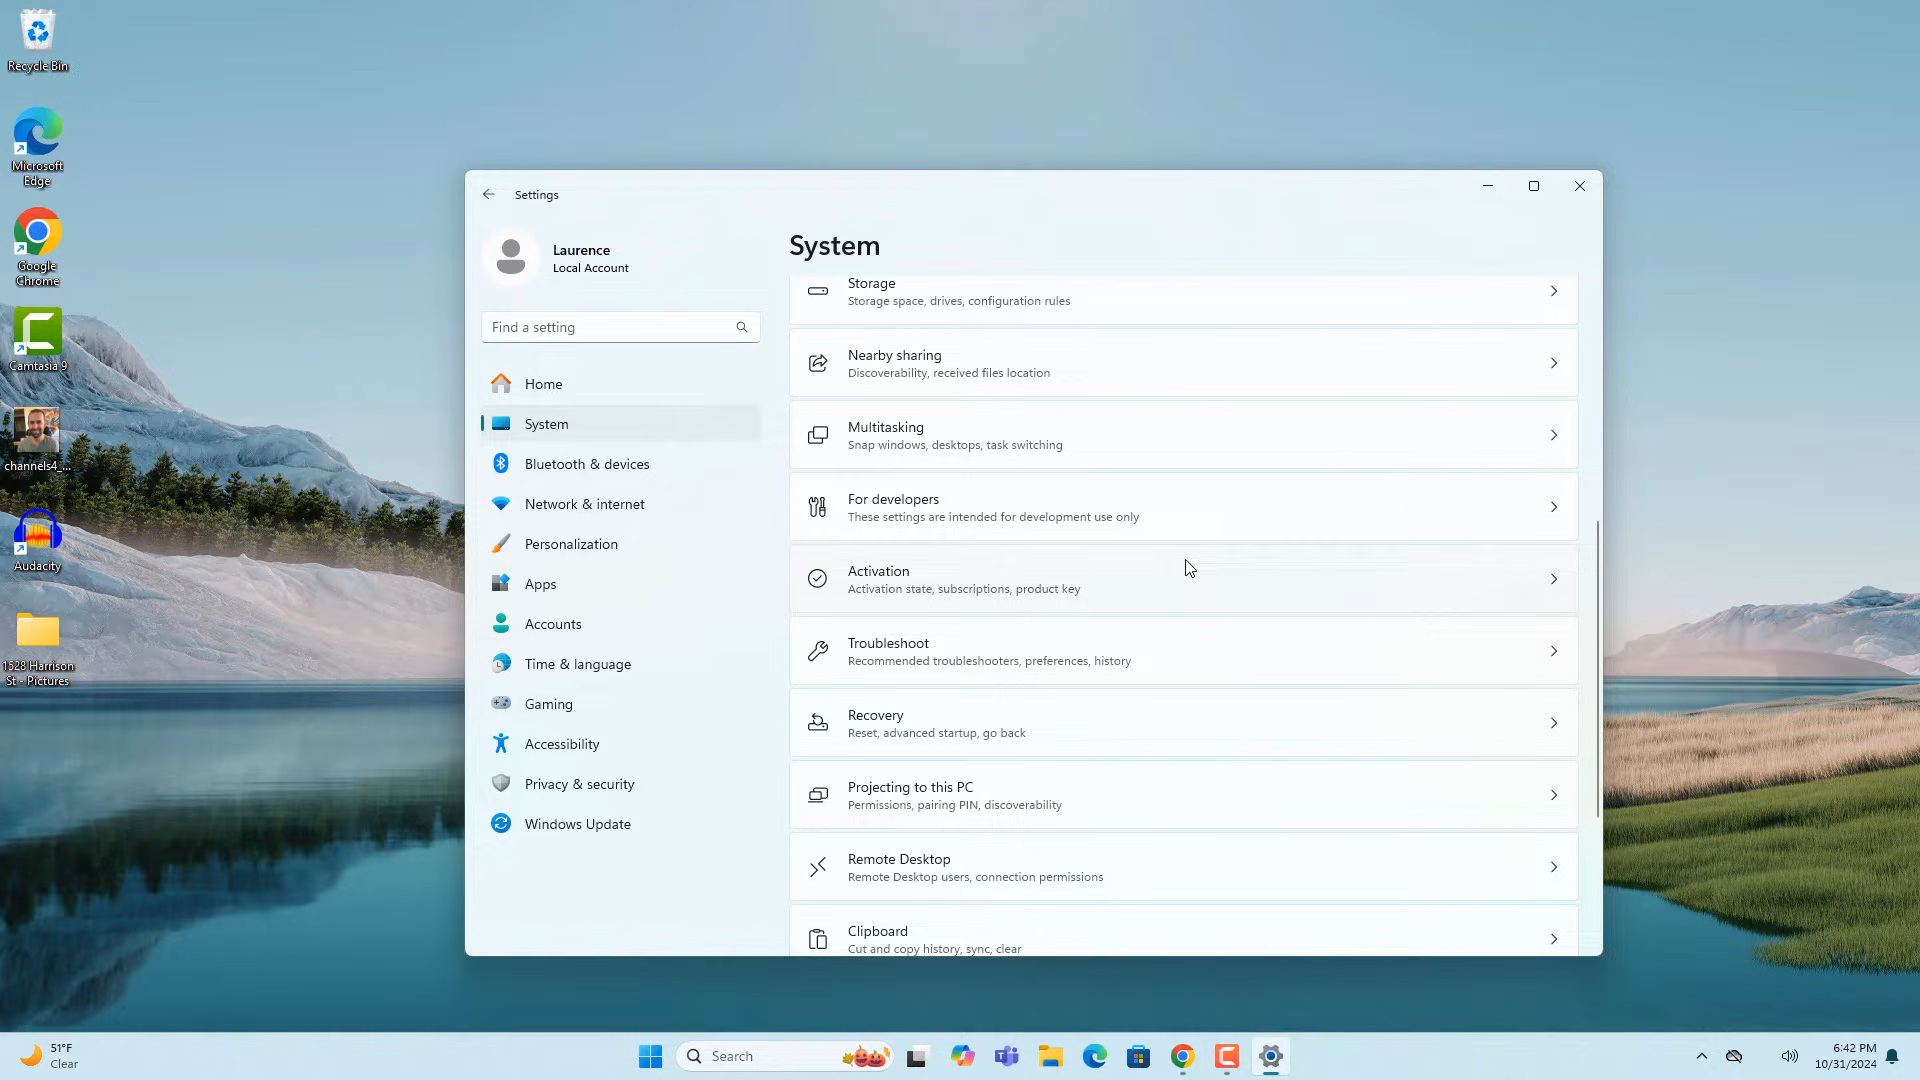 Recycle Bin
Microsoft
Edge
Google
Chrome
Camtasia 9
channels4_...
Audacity
1528 Harrison
St - Pictures
Settings
Laurence
Local Account
Find a setting
Home
System
Bluetooth & devices
Network & internet
Personalization
Apps
Accounts
Time & language
Gaming
Accessibility
Privacy & security
Windows Update
System
Storage
Storage space, drives, configuration rules
Nearby sharing
Discoverability, received files location
Multitasking
Snap windows, desktops, task switching
For developers
These settings are intended for development use only
Activation
Activation state, subscriptions, product key
Troubleshoot
Recommended troubleshooters, preferences, history
Recovery
Reset, advanced startup, go back
Projecting to this PC
Permissions, pairing PIN, discoverability
Remote Desktop
Remote Desktop users, connection permissions
Clipboard
Cut and copy history, sync, clear
51°F
Clear
Search
6:42 PM
10/31/2024